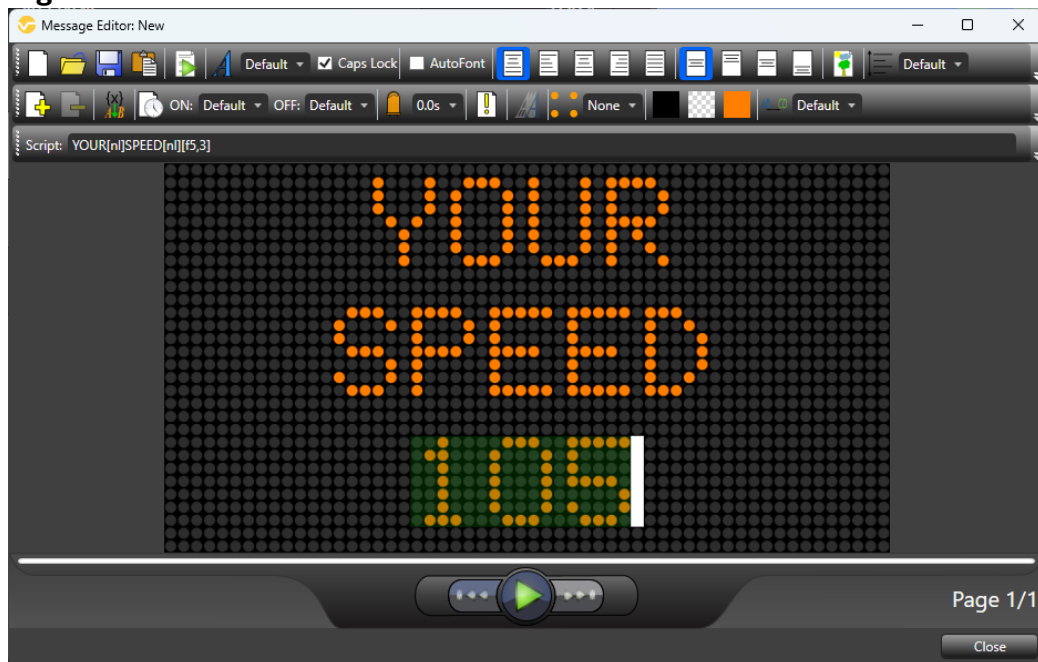 Message Editor: New
Default Caps Lock AutoFont Default
ON: Default OFF: Default 0.0s None Default
Script: YOUR[nl]SPEED[nl][f5,3]
YOUR
SPEED
105
Page 1/1
Close